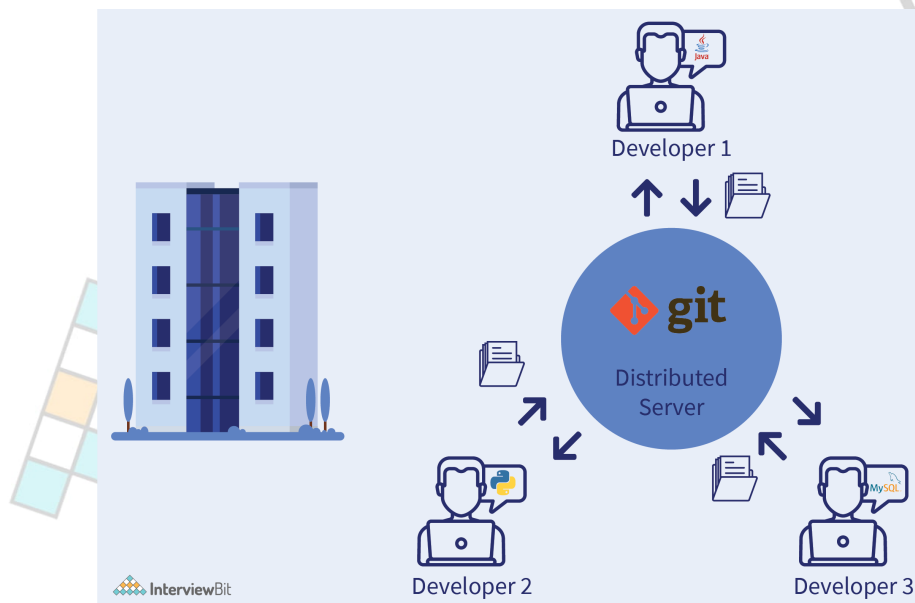 Java
Developer 1
git
Distributed
Server
Developer 2
MySQL
Developer 3
InterviewBit